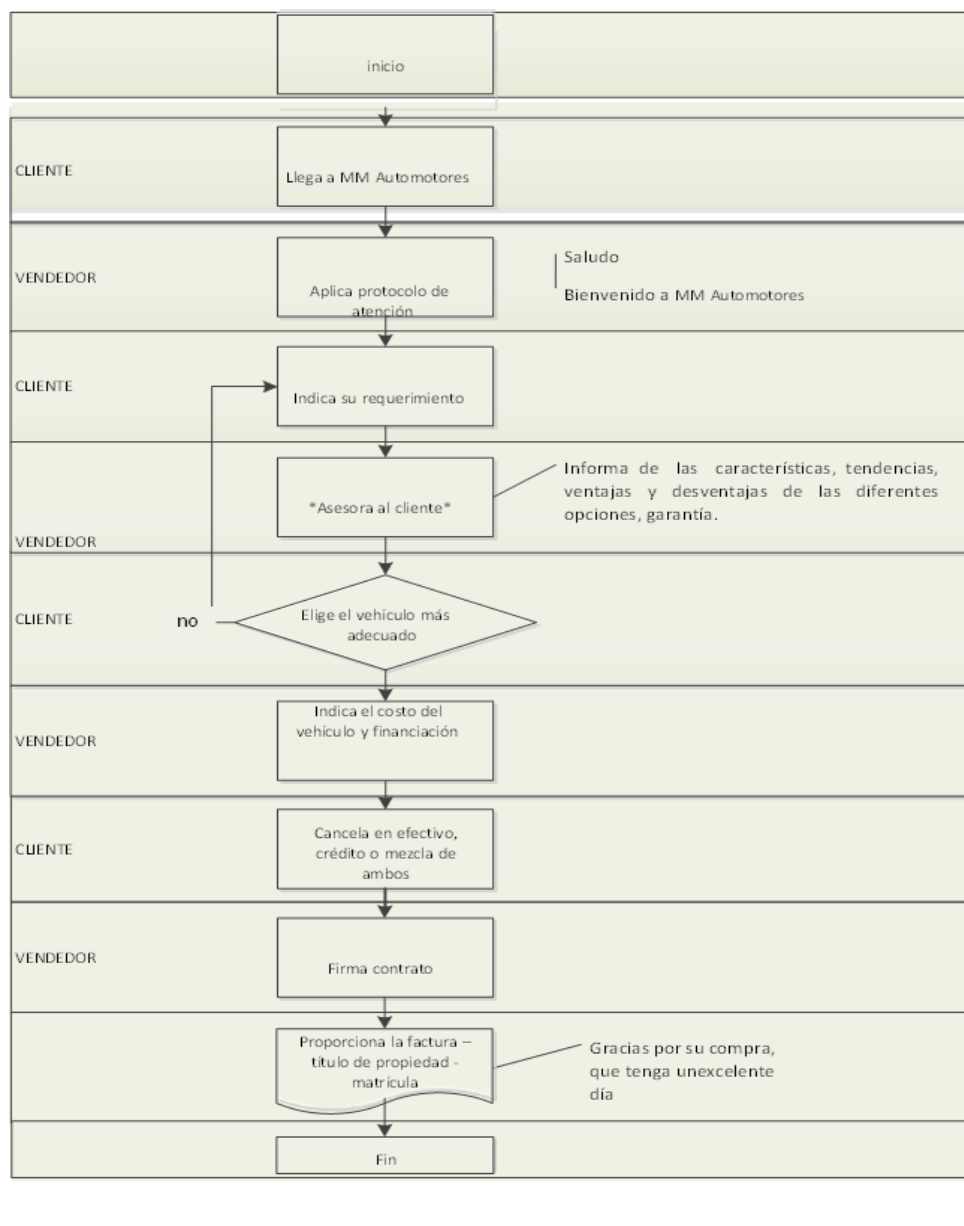 inicio
CLIENTE
Llega a MM Automotores
VENDEDOR
Aplica protocolo de
atención
Saludo
Bienvenido a MM Automotores
CLIENTE
Indica su requerimiento
VENDEDOR
*Asesora al cliente*
Informa de las características, tendencias,
ventajas y desventajas de las diferentes
opciones, garantía.
CLIENTE
no
Elige el vehículo más
adecuado
VENDEDOR
Indica el costo del
vehículo y financiación
CLIENTE
Cancela en efectivo,
crédito o mezcla de
ambos
VENDEDOR
Firma contrato
Proporciona la factura –
título de propiedad -
matrícula
Gracias por su compra,
que tenga unexcelente
día
Fin